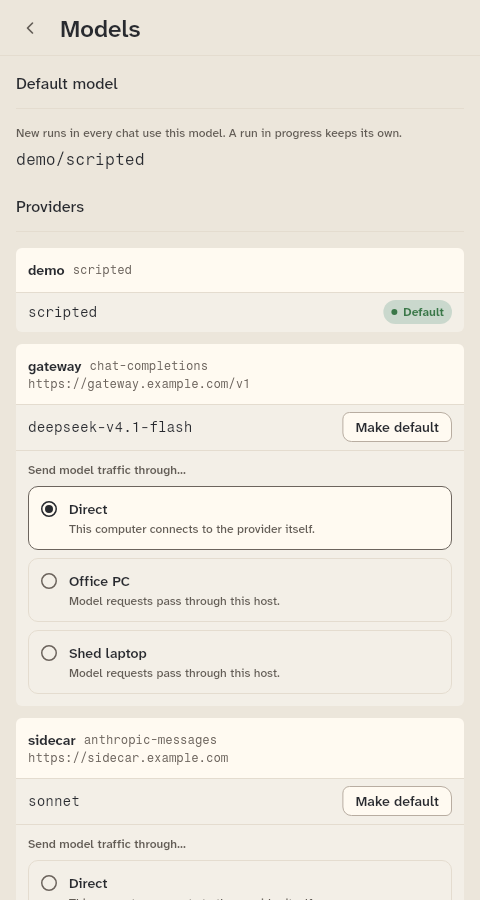 Models
Default model
New runs in every chat use this model. A run in progress keeps its own.
demo/scripted
Providers
demo scripted
scripted Default
gateway chat-completions
https://gateway.example.com/v1
deepseek-v4.1-flash Make default
Send model traffic through...
Direct
This computer connects to the provider itself.
Office PC
Model requests pass through this host.
Shed laptop
Model requests pass through this host.
sidecar anthropic-messages
https://sidecar.example.com
sonnet Make default
Send model traffic through...
Direct